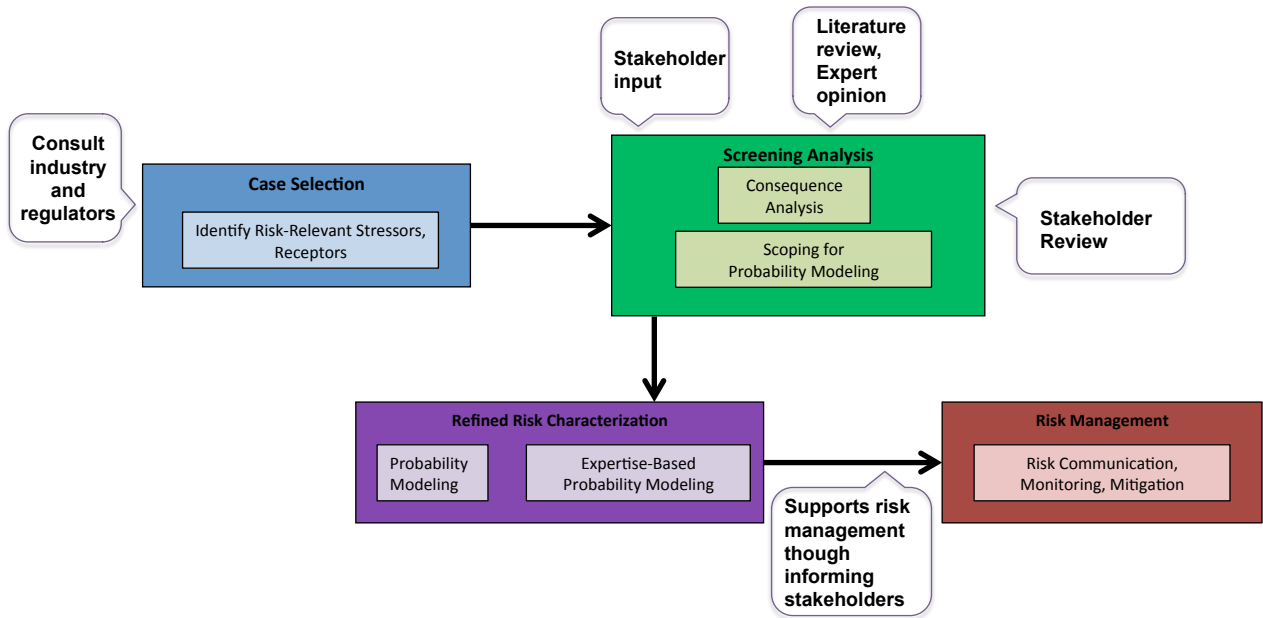 Consult
industry
and
regulators
Case Selection
Identify Risk-Relevant Stressors,
Receptors
Stakeholder
input
Literature
review,
Expert
opinion
Screening Analysis
Consequence
Analysis
Scoping for
Probability Modeling
Stakeholder
Review
Refined Risk Characterization
Probability
Modeling
Expertise-Based
Probability Modeling
Supports risk
management
though
informing
stakeholders
Risk Management
Risk Communication,
Monitoring, Mitigation